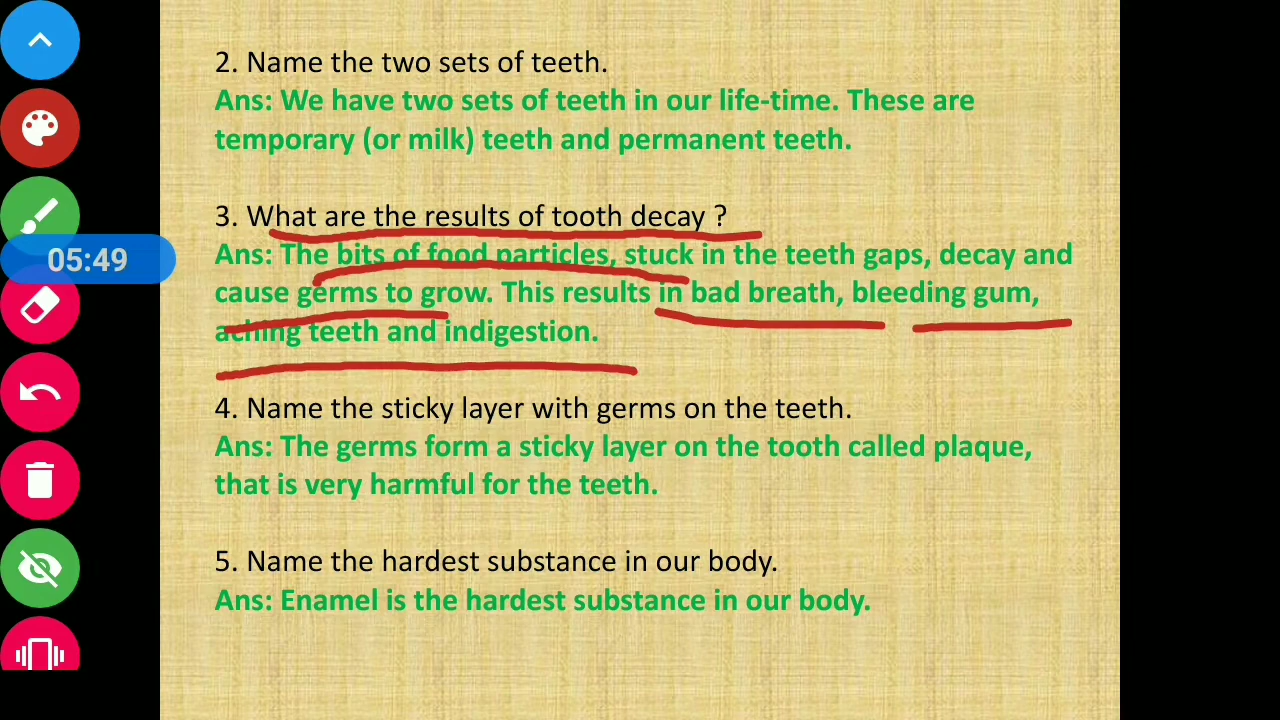 2. Name the two sets of teeth.
Ans: We have two sets of teeth in our life-time. These are
temporary (or milk) teeth and permanent teeth.
3. What are the results of tooth decay ?
05:49
Ans: The bits of food particles, stuck in the teeth gaps, decay and
cause germs to grow. This results in bad breath, bleeding gum,
aching teeth and indigestion.
4. Name the sticky layer with germs on the teeth.
Ans: The germs form a sticky layer on the tooth called plaque,
that is very harmful for the teeth.
5. Name the hardest substance in our body.
Ans: Enamel is the hardest substance in our body.